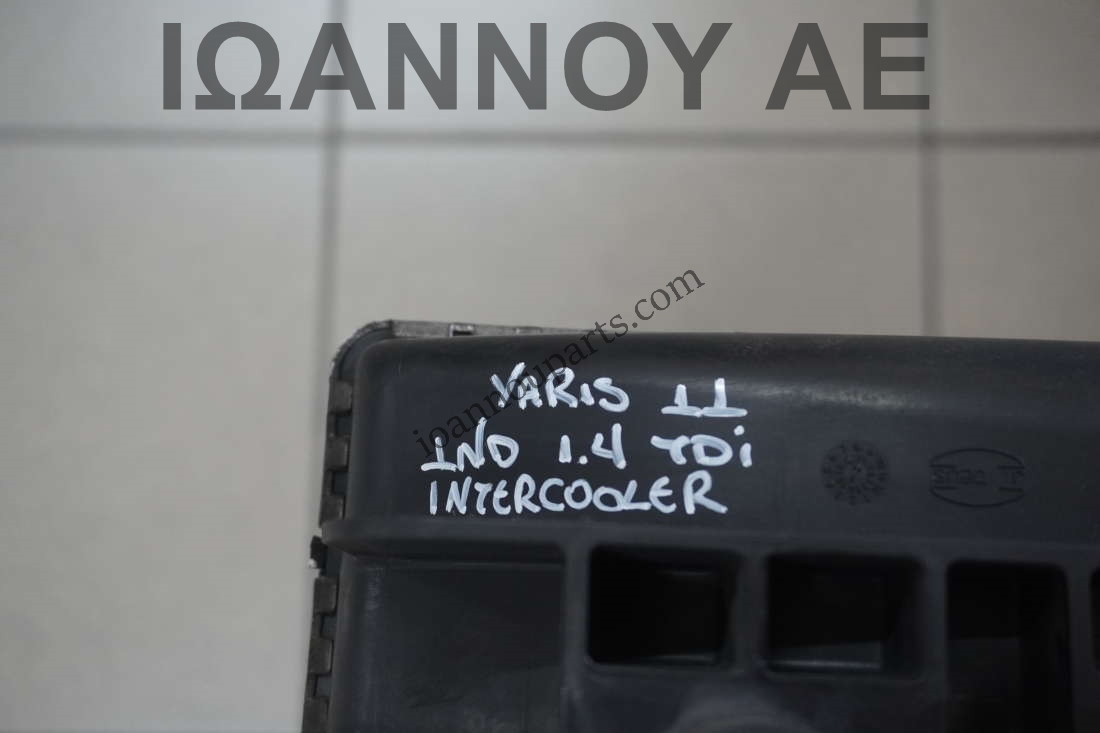 ΙΩΑΝΝΟΥ ΑΕ
ioannouparts.com
YARIS 11
1ND 1.4 TDi
INTERCOOLER